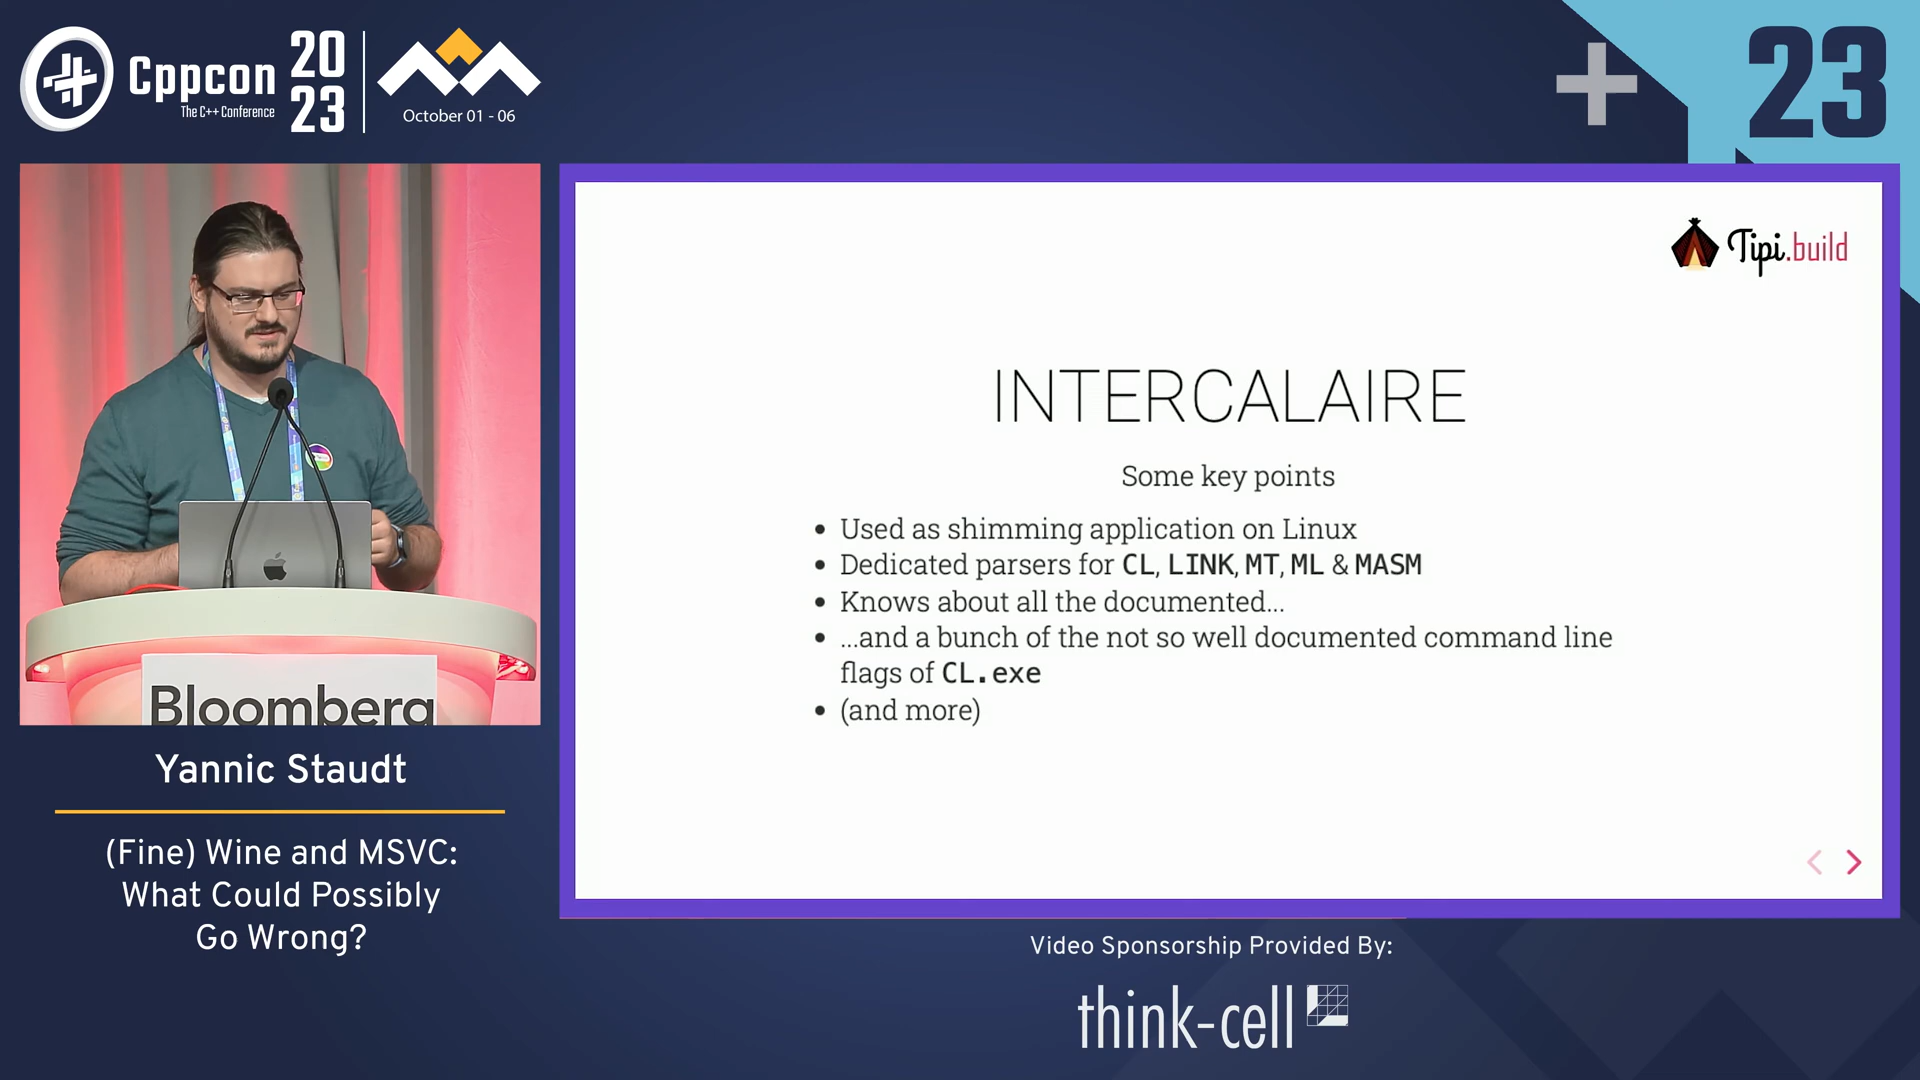 Cppcon
The C++ Conference
20
23
October 01 - 06
23
Tipi.build
INTERCALAIRE
Some key points
• Used as shimming application on Linux
• Dedicated parsers for CL, LINK, MT, ML & MASM
• Knows about all the documented...
• ...and a bunch of the not so well documented command line
flags of CL.exe
• (and more)
Bloomberg
Yannic Staudt
(Fine) Wine and MSVC:
What Could Possibly
Go Wrong?
Video Sponsorship Provided By:
think-cell